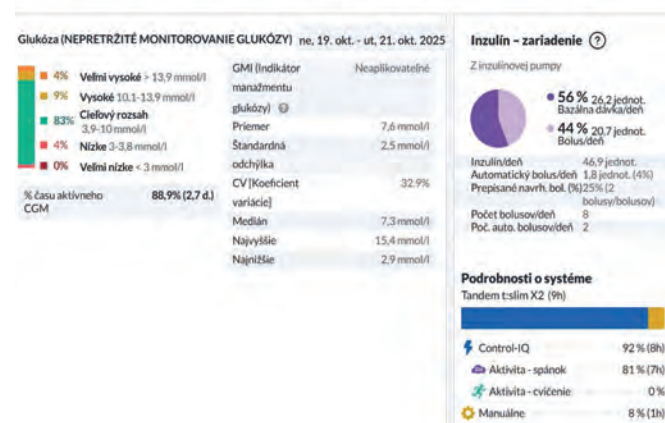 Glukóza (NEPRETRŽITÉ MONITOROVANIE GLUKÓZY) ne, 19. okt. - ut, 21. okt. 2025
4% Veľmi vysoké > 13,9 mmol/l
9% Vysoké 10,1-13,9 mmol/l
83% Cieľový rozsah
3,9-10 mmol/l
4% Nízke 3-3,8 mmol/l
0% Veľmi nízke < 3 mmol/l
% času aktívneho 88,9% (2,7 d.)
CGM
GMI (Indikátor Neaplikovateľné
manažmentu
glukózy)
Priemer 7,6 mmol/l
Štandardná 2,5 mmol/l
odchýlka
CV [Koeficient 32.9%
variácie]
Medián 7,3 mmol/l
Najvyššie 15,4 mmol/l
Najnižšie 2,9 mmol/l
Inzulín – zariadenie ?
Z inzulínovej pumpy
56 % 26,2 jednot.
Bazálna dávka/deň
44 % 20,7 jednot.
Bolus/deň
Inzulín/deň 46,9 jednot.
Automatický bolus/deň 1,8 jednot. (4%)
Prepísané navrh. bol. (%) 25% (2
bolusy/bolusov)
Počet bolusov/deň 8
Poč. auto. bolusov/deň 2
Podrobnosti o systéme
Tandem t:slim X2 (9h)
Control-IQ 92 % (8h)
Aktivita - spánok 81 % (7h)
Aktivita - cvičenie 0 %
Manuálne 8 % (1h)